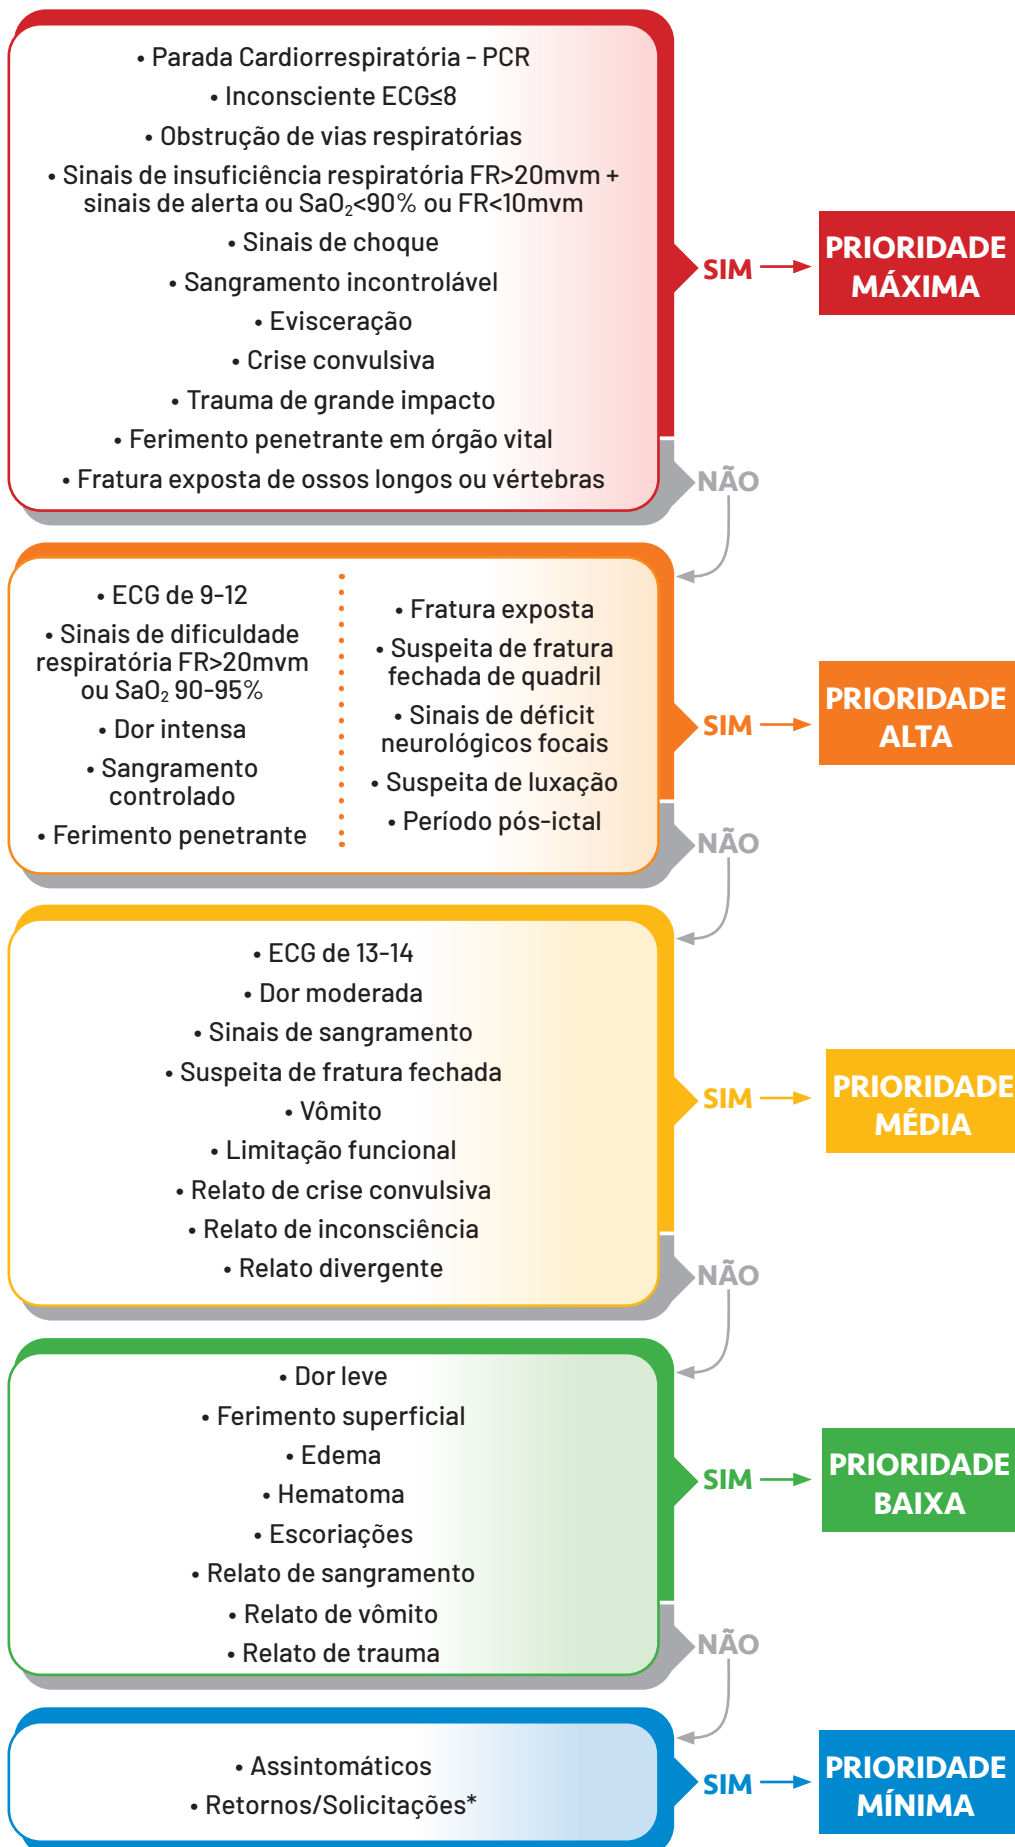 • Parada Cardiorrespiratória - PCR
• Inconsciente ECG≤8
• Obstrução de vias respiratórias
• Sinais de insuficiência respiratória FR>20mvm +
sinais de alerta ou SaO₂<90% ou FR<10mvm
• Sinais de choque
• Sangramento incontrolável
• Evisceração
• Crise convulsiva
• Trauma de grande impacto
• Ferimento penetrante em órgão vital
• Fratura exposta de ossos longos ou vértebras
SIM
PRIORIDADE
MÁXIMA
NÃO
• ECG de 9-12
• Sinais de dificuldade
respiratória FR>20mvm
ou SaO₂ 90-95%
• Dor intensa
• Sangramento
controlado
• Ferimento penetrante
• Fratura exposta
• Suspeita de fratura
fechada de quadril
• Sinais de déficit
neurológicos focais
• Suspeita de luxação
• Período pós-ictal
SIM
PRIORIDADE
ALTA
NÃO
• ECG de 13-14
• Dor moderada
• Sinais de sangramento
• Suspeita de fratura fechada
• Vômito
• Limitação funcional
• Relato de crise convulsiva
• Relato de inconsciência
• Relato divergente
SIM
PRIORIDADE
MÉDIA
NÃO
• Dor leve
• Ferimento superficial
• Edema
• Hematoma
• Escoriações
• Relato de sangramento
• Relato de vômito
• Relato de trauma
SIM
PRIORIDADE
BAIXA
NÃO
• Assintomáticos
• Retornos/Solicitações*
SIM
PRIORIDADE
MÍNIMA